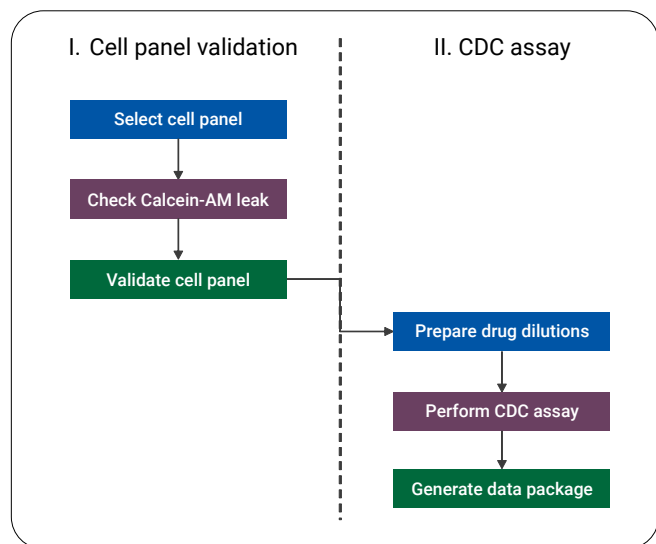 I. Cell panel validation
Select cell panel
Check Calcein-AM leak
Validate cell panel
II. CDC assay
Prepare drug dilutions
Perform CDC assay
Generate data package